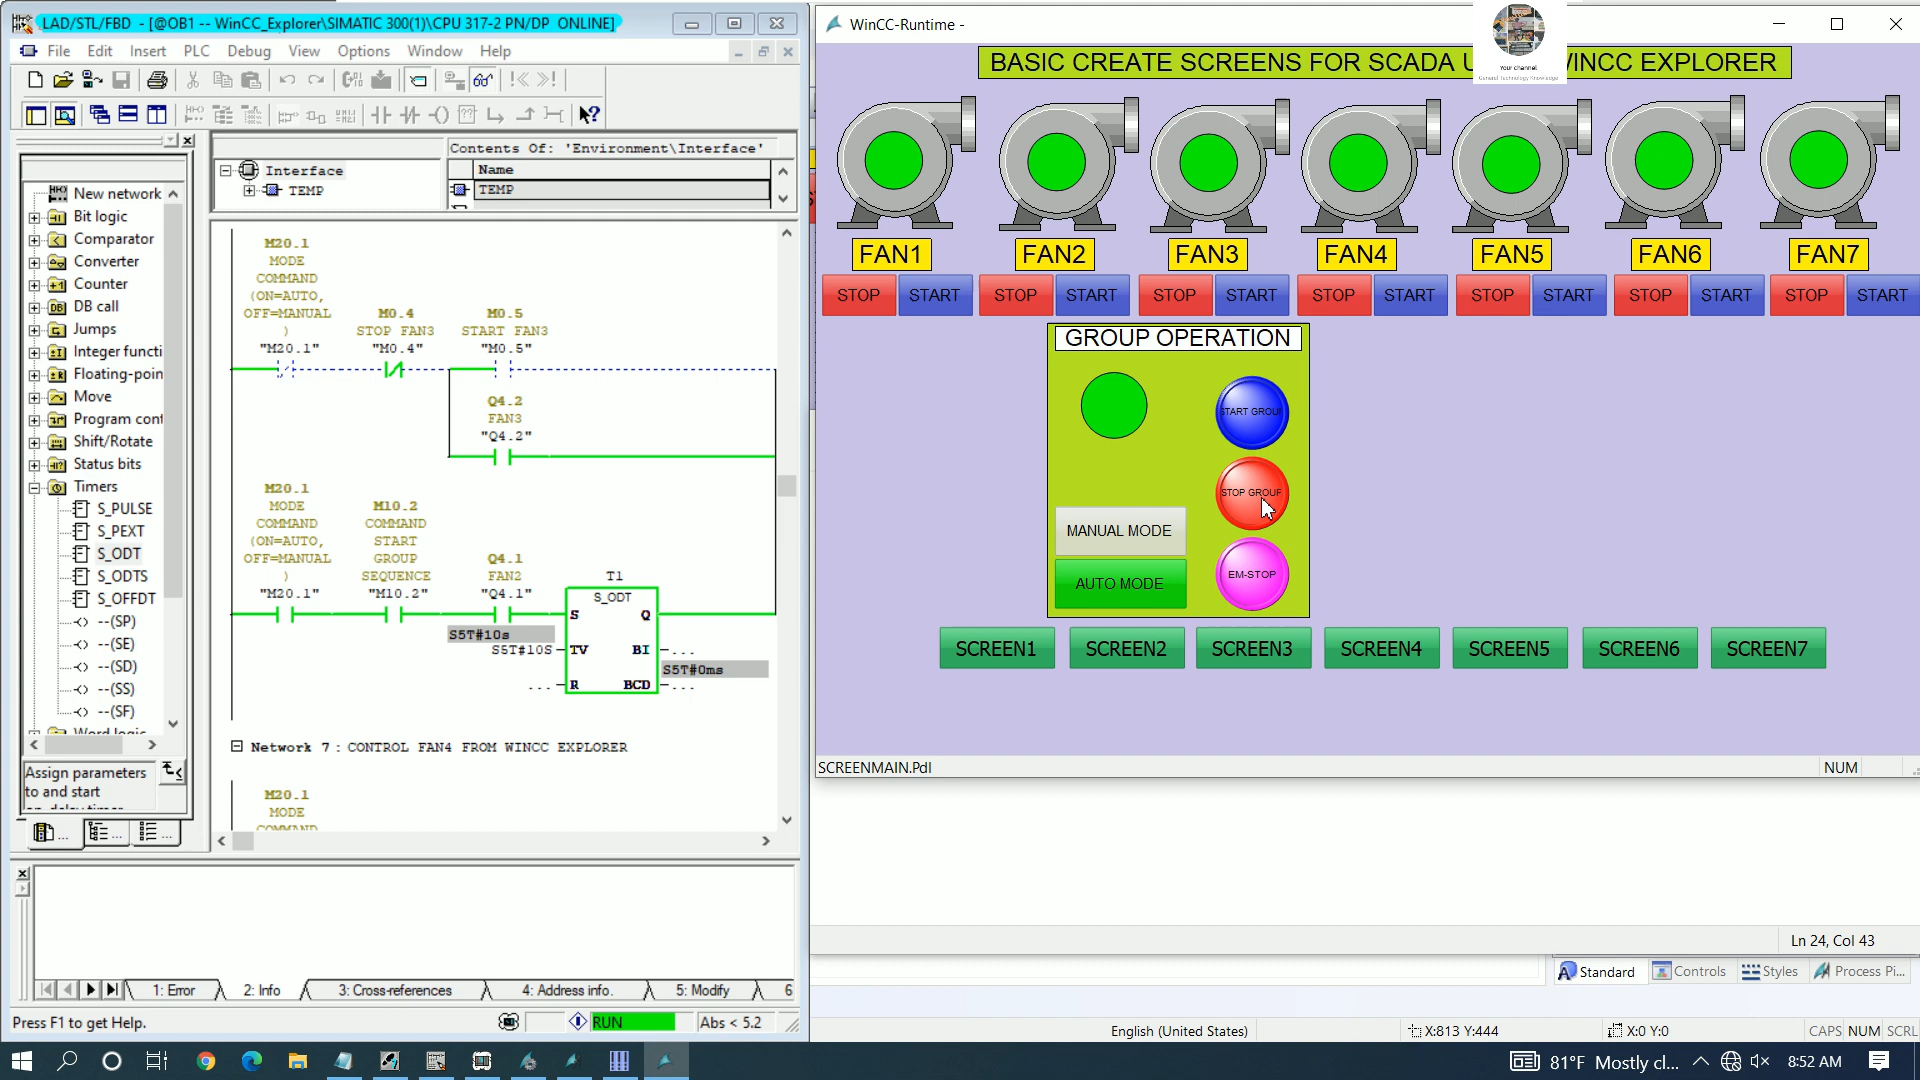 LAD/STL/FBD - [@OB1 -- WinCC_Explorer\SIMATIC 300(1)\CPU 317-2 PN/DP ONLINE]
File Edit Insert PLC Debug View Options Window Help
New network
Bit logic
Comparator
Converter
Counter
DB call
Jumps
Integer functi
Floating-poin
Move
Program cont
Shift/Rotate
Status bits
Timers
S_PULSE
S_PEXT
S_ODT
S_ODTS
S_OFFDT
--(SP)
--(SE)
--(SD)
--(SS)
--(SF)
Word logic
Assign parameters
to and start
Interface
TEMP
Contents Of: 'Environment\Interface'
Name
TEMP
M20.1
MODE
COMMAND
(ON=AUTO,
OFF=MANUAL
)
"M20.1"
M0.4
STOP FAN3
"M0.4"
M0.5
START FAN3
"M0.5"
Q4.2
FAN3
"Q4.2"
M20.1
MODE
COMMAND
(ON=AUTO,
OFF=MANUAL
)
"M20.1"
M10.2
COMMAND
START
GROUP
SEQUENCE
"M10.2"
Q4.1
FAN2
"Q4.1"
T1
S_ODT
S Q
S5T#10s
S5T#10S TV BI ...
S5T#0ms
... R BCD ...
Network 7 : CONTROL FAN4 FROM WINCC EXPLORER
M20.1
MODE
COMMAND
1: Error 2: Info 3: Cross-references 4: Address info. 5: Modify 6
Press F1 to get Help.
RUN
Abs < 5.2
WinCC-Runtime -
Your channel
General Technology Knowledge
BASIC CREATE SCREENS FOR SCADA U WINCC EXPLORER
FAN1 FAN2 FAN3 FAN4 FAN5 FAN6 FAN7
STOP START STOP START STOP START STOP START STOP START STOP START STOP START
GROUP OPERATION
START GROUP
STOP GROUP
MANUAL MODE
AUTO MODE
EM-STOP
SCREEN1 SCREEN2 SCREEN3 SCREEN4 SCREEN5 SCREEN6 SCREEN7
SCREENMAIN.Pdl
NUM
Ln 24, Col 43
Standard Controls Styles Process Pi...
English (United States)
X:813 Y:444
X:0 Y:0
CAPS NUM SCRL
81°F Mostly cl...
8:52 AM